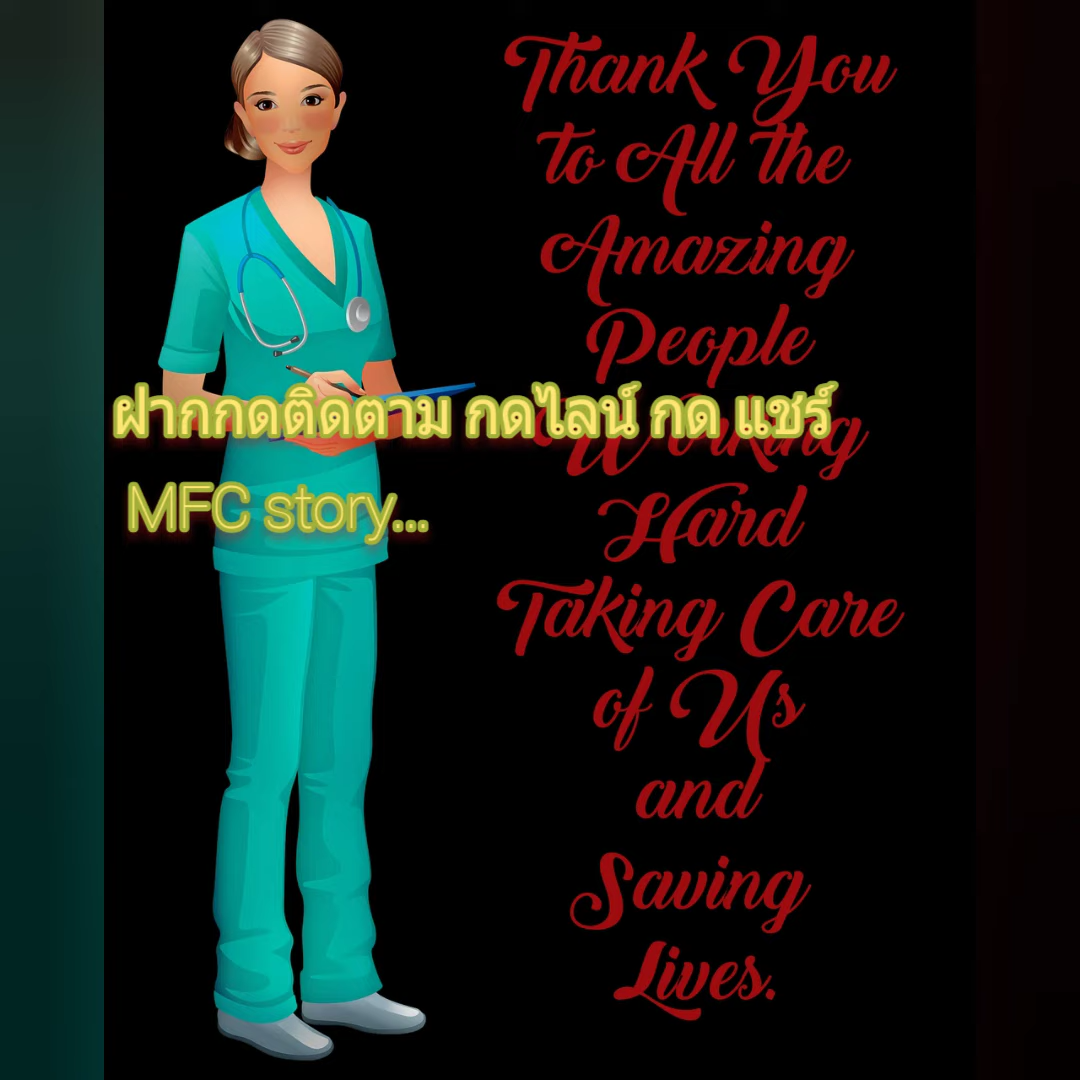 Thank You
to All the
Amazing
People
ฝากกดติดตาม กดไลน์ กด แชร์
Working
MFC story...
Hard
Taking Care
of Us
and
Saving
Lives.